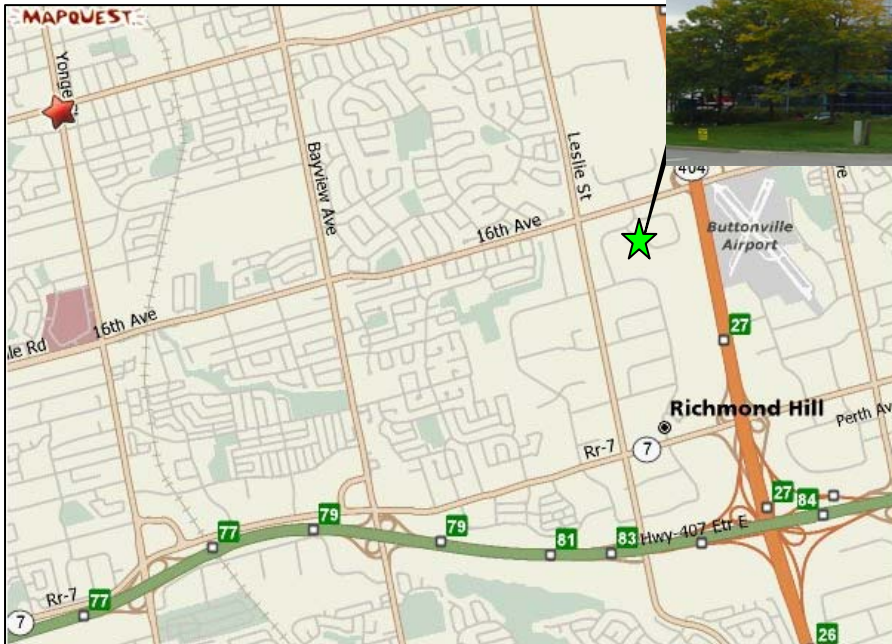 MAPQUEST
Yonge
Bayview Ave
Leslie St
404
16th Ave
Buttonville
Airport
27
16th Ave
Rd
Richmond Hill
Perth Av
7
Rr-7
27
84
79
79
77
81
83
Hwy-407 Etr E
Rr-7
77
7
26